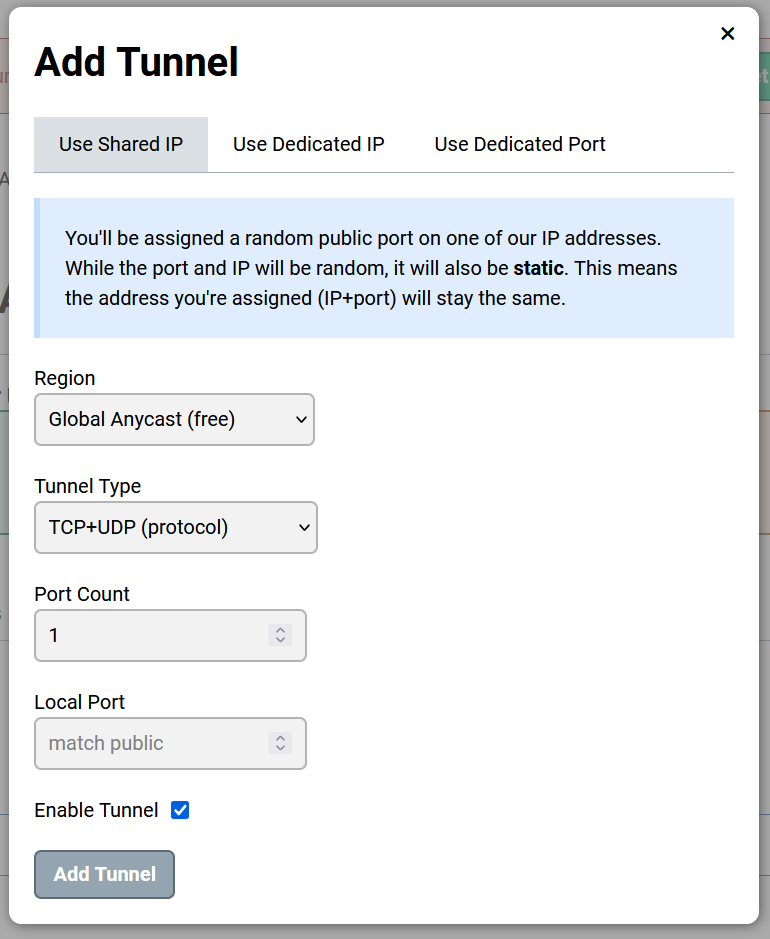 ×
Add Tunnel
Use Shared IP Use Dedicated IP Use Dedicated Port
You'll be assigned a random public port on one of our IP addresses.
While the port and IP will be random, it will also be static. This means
the address you're assigned (IP+port) will stay the same.
Region
Global Anycast (free)
Tunnel Type
TCP+UDP (protocol)
Port Count
1
Local Port
match public
Enable Tunnel
Add Tunnel